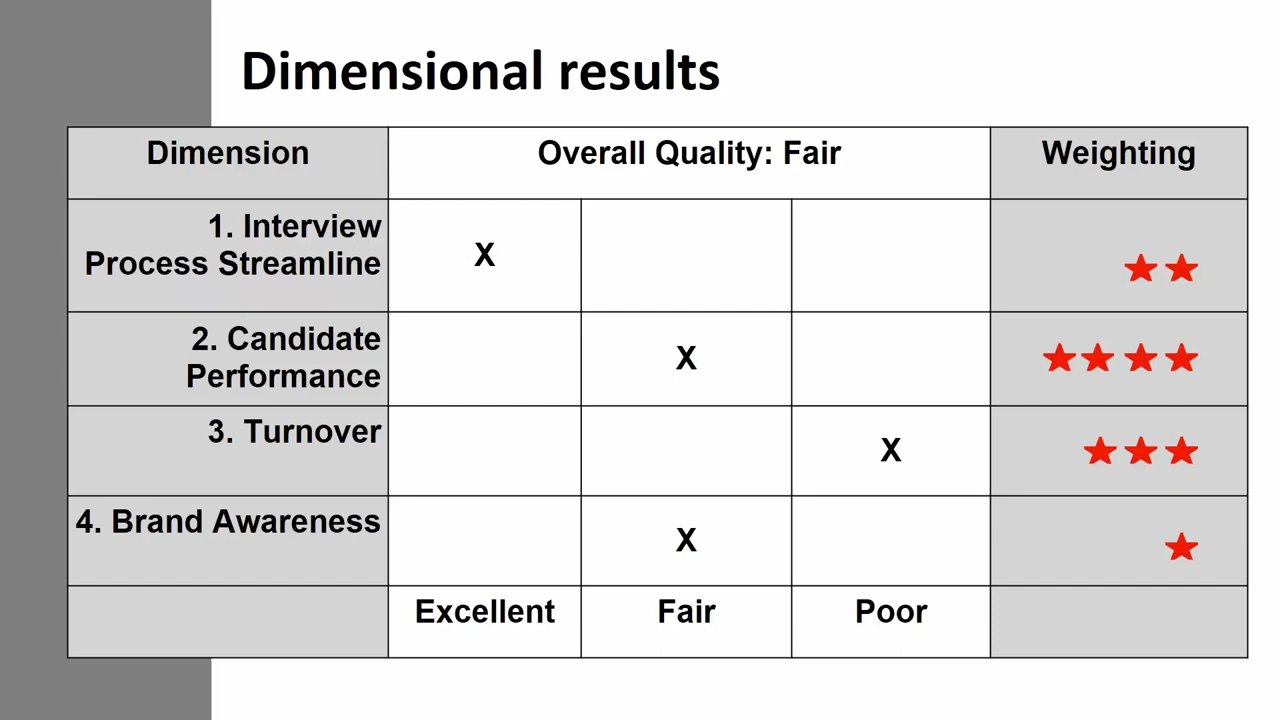 Dimensional results
Dimension
Overall Quality: Fair
Weighting
1. Interview
Process Streamline
X
2. Candidate
Performance
X
3. Turnover
X
4. Brand Awareness
X
Excellent
Fair
Poor